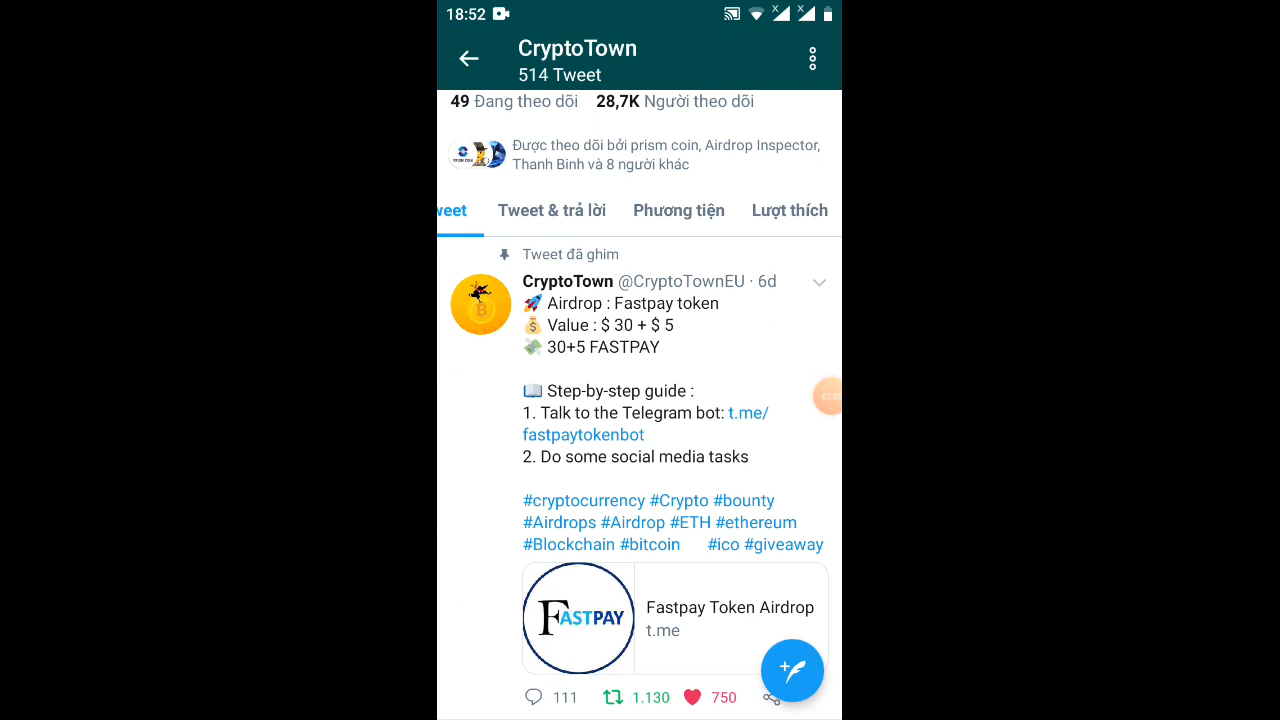 18:52
CryptoTown
514 Tweet
49 Đang theo dõi 28,7K Người theo dõi
Được theo dõi bởi prism coin, Airdrop Inspector,
Thanh Binh và 8 người khác
weet Tweet & trả lời Phương tiện Lượt thích
Tweet đã ghim
CryptoTown @CryptoTownEU · 6d
🚀 Airdrop : Fastpay token
💰 Value : $ 30 + $ 5
💸 30+5 FASTPAY
📖 Step-by-step guide :
1. Talk to the Telegram bot: t.me/
fastpaytokenbot
2. Do some social media tasks
#cryptocurrency #Crypto #bounty
#Airdrops #Airdrop #ETH #ethereum
#Blockchain #bitcoin #ico #giveaway
FASTPAY
Fastpay Token Airdrop
t.me
111 1.130 750